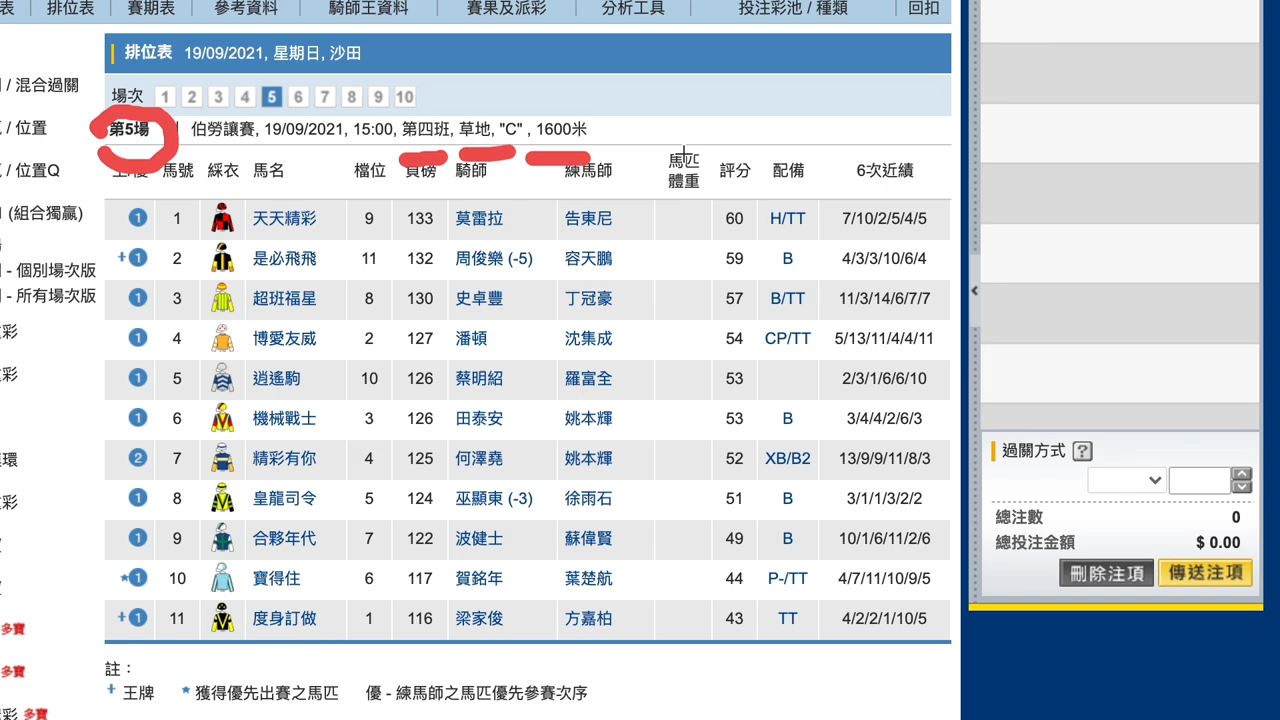 表 排位表 賽期表 參考資料 騎師王資料 賽果及派彩 分析工具 投注彩池 / 種類 回扣
排位表 19/09/2021, 星期日, 沙田
/ 混合過關
場次 1 2 3 4 5 6 7 8 9 10
/ 位置
第5場 伯勞讓賽, 19/09/2021, 15:00, 第四班, 草地, "C" , 1600米
/ 位置Q
馬號 綵衣 馬名 檔位 負磅 騎師 練馬師 馬匹體重 評分 配備 6次近績
(組合獨贏)
- 個別場次版
- 所有場次版
彩
彩
環
彩
多寶
多寶
彩 多寶
1 1 天天精彩 9 133 莫雷拉 告東尼 60 H/TT 7/10/2/5/4/5
+ 1 2 是必飛飛 11 132 周俊樂 (-5) 容天鵬 59 B 4/3/3/10/6/4
1 3 超班福星 8 130 史卓豐 丁冠豪 57 B/TT 11/3/14/6/7/7
1 4 博愛友威 2 127 潘頓 沈集成 54 CP/TT 5/13/11/4/4/11
1 5 逍遙駒 10 126 蔡明紹 羅富全 53 2/3/1/6/6/10
1 6 機械戰士 3 126 田泰安 姚本輝 53 B 3/4/4/2/6/3
2 7 精彩有你 4 125 何澤堯 姚本輝 52 XB/B2 13/9/9/11/8/3
1 8 皇龍司令 5 124 巫顯東 (-3) 徐雨石 51 B 3/1/1/3/2/2
1 9 合夥年代 7 122 波健士 蘇偉賢 49 B 10/1/6/11/2/6
★ 1 10 寶得住 6 117 賀銘年 葉楚航 44 P-/TT 4/7/11/10/9/5
+ 1 11 度身訂做 1 116 梁家俊 方嘉柏 43 TT 4/2/2/1/10/5
註：
+ 王牌 ★ 獲得優先出賽之馬匹 優 - 練馬師之馬匹優先參賽次序
過關方式 ?
總注數 0
總投注金額 $ 0.00
刪除注項 傳送注項